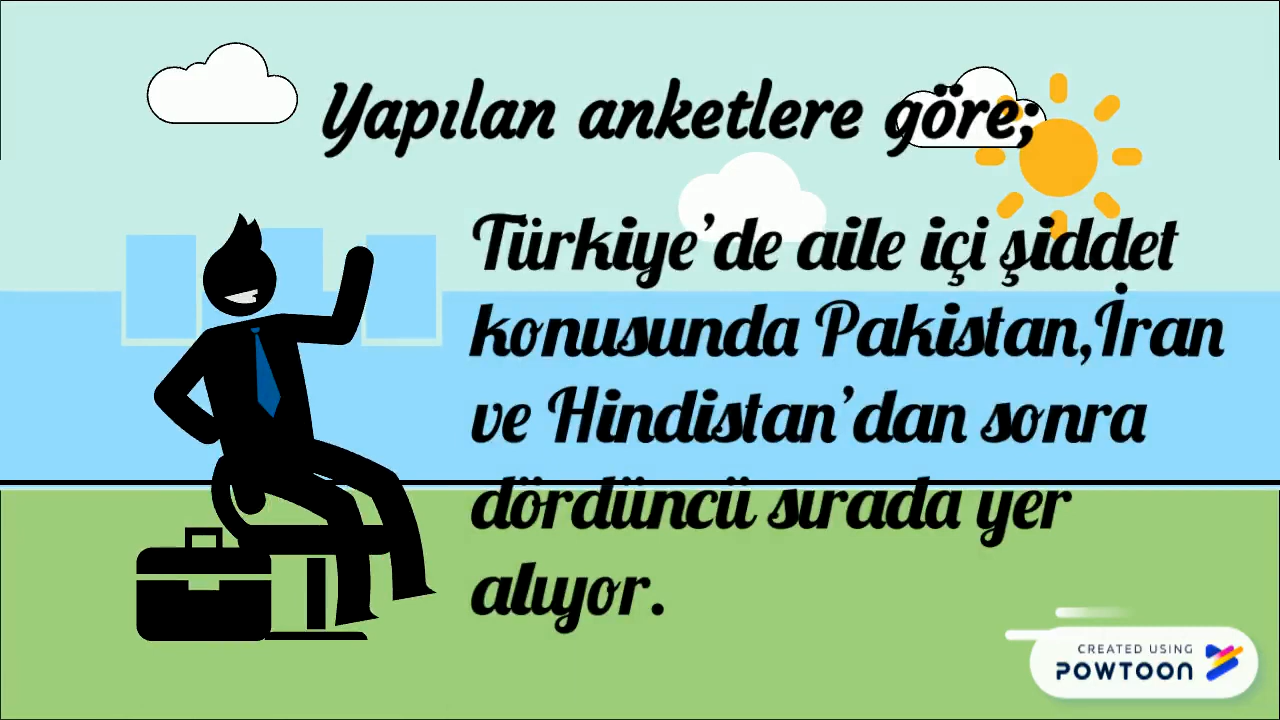 Yapılan anketlere göre;
Türkiye'de aile içi şiddet
konusunda Pakistan,İran
ve Hindistan'dan sonra
dördüncü sırada yer
alıyor.
CREATED USING
POWTOON